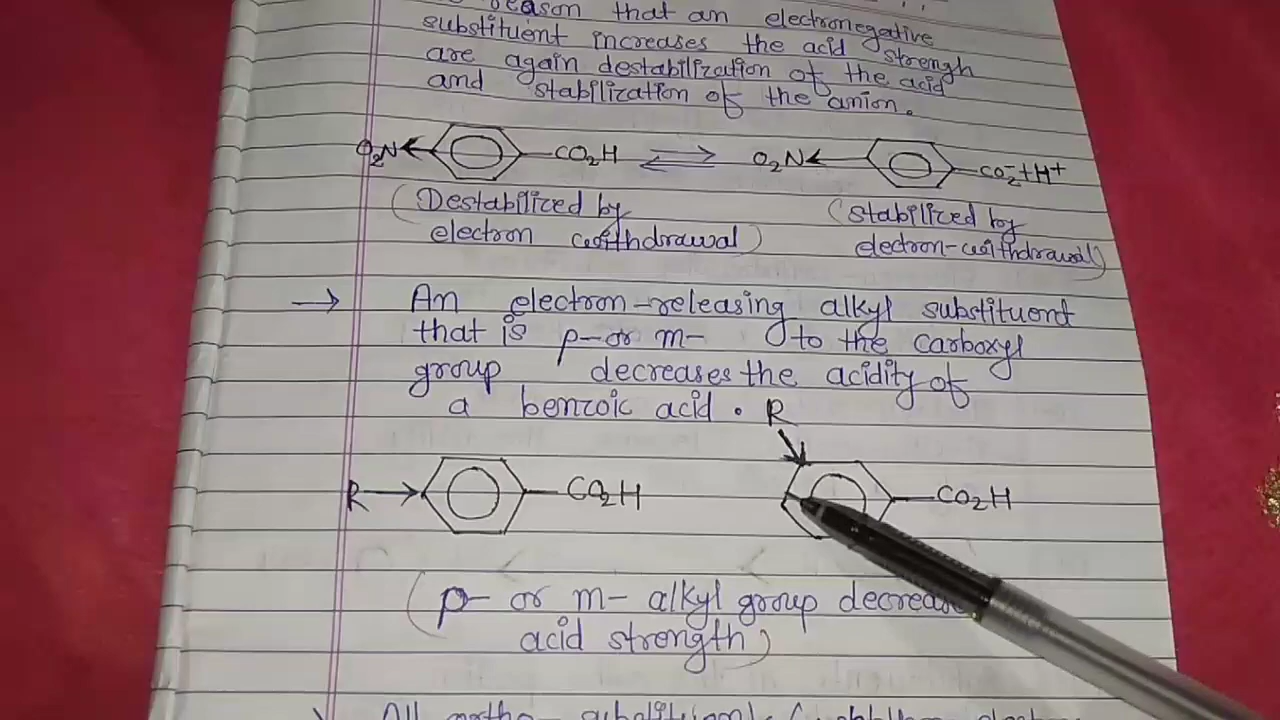 reason that an electronegative
substituent increases the acid strengh
are again destabilization of the acid
and stabilization of the anion.
O2N CO2H ⇌ O2N CO2-+H+
(Destabilized by (Stabilized by
electron withdrawal) electron-withdrawal)
→ An electron-releasing alkyl substituent
that is p- or m- to the carboxyl
group decreases the acidity of
a benzoic acid.
R
R CO2H CO2H
(p- or m- alkyl group decrease
acid strength)
All ortho-